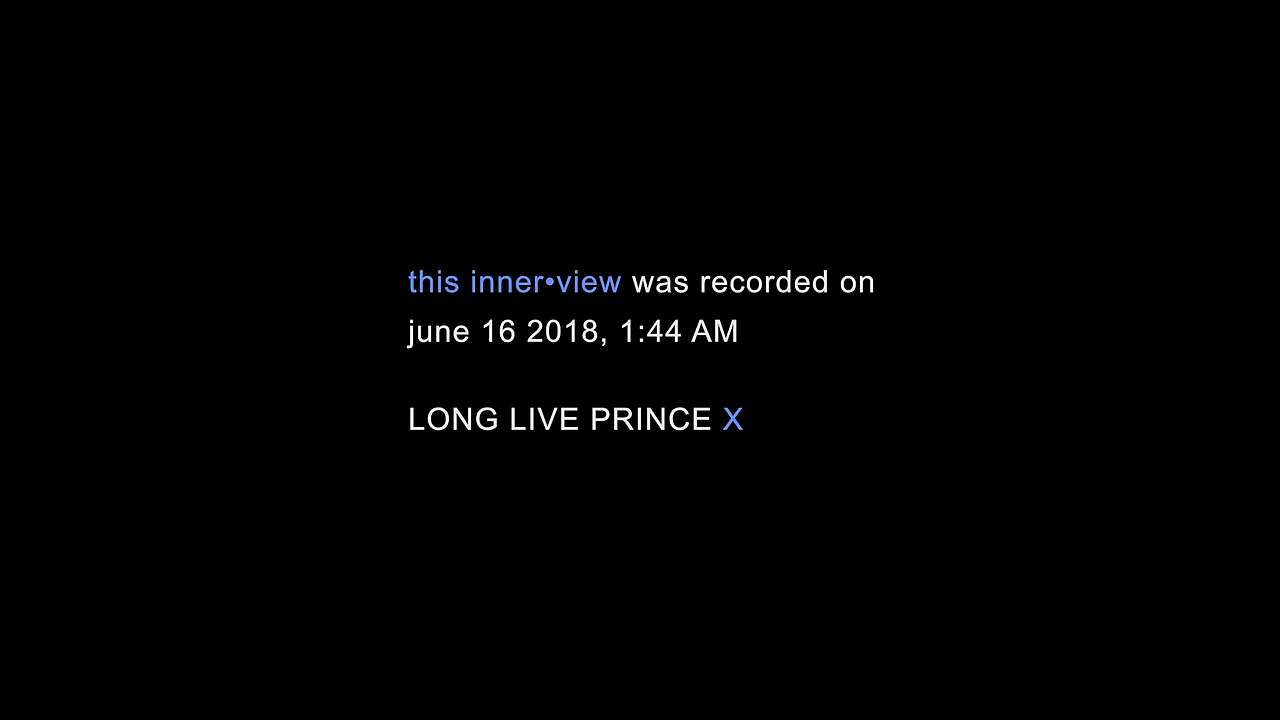 this inner•view was recorded on
june 16 2018, 1:44 AM
LONG LIVE PRINCE X